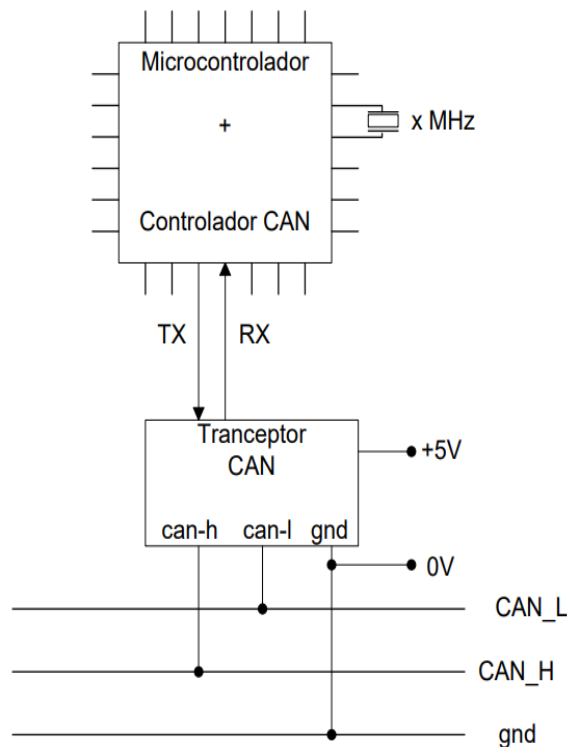 Microcontrolador
+
x MHz
Controlador CAN
TX RX
Tranceptor
CAN
+5V
can-h can-l gnd
0V
CAN_L
CAN_H
gnd